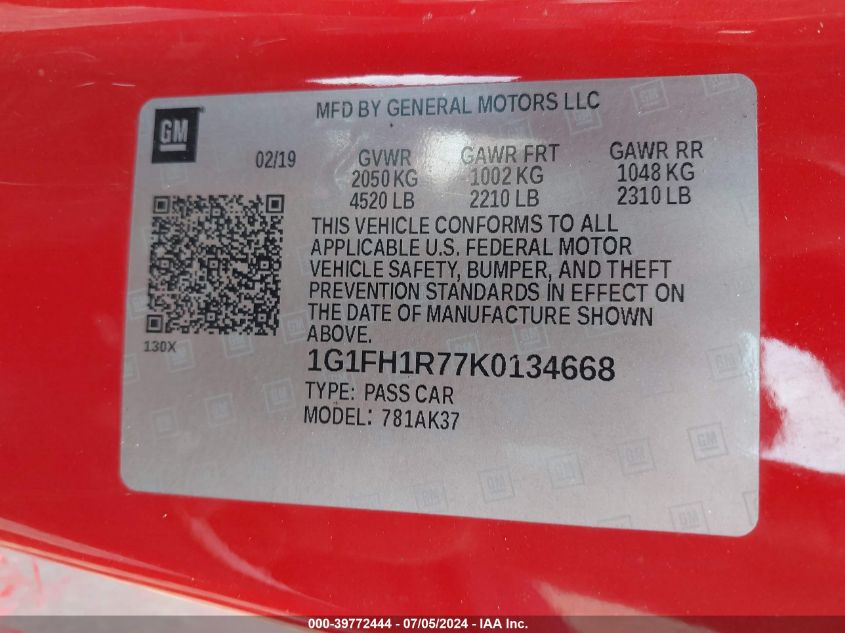 MFD BY GENERAL MOTORS LLC
GM
02/19 GVWR GAWR FRT GAWR RR
2050 KG 1002 KG 1048 KG
4520 LB 2210 LB 2310 LB
THIS VEHICLE CONFORMS TO ALL
APPLICABLE U.S. FEDERAL MOTOR
VEHICLE SAFETY, BUMPER, AND THEFT
PREVENTION STANDARDS IN EFFECT ON
THE DATE OF MANUFACTURE SHOWN
ABOVE.
130X
1G1FH1R77K0134668
TYPE: PASS CAR
MODEL: 781AK37
1-000-39772444 - 07/05/2024 - IAA Inc.